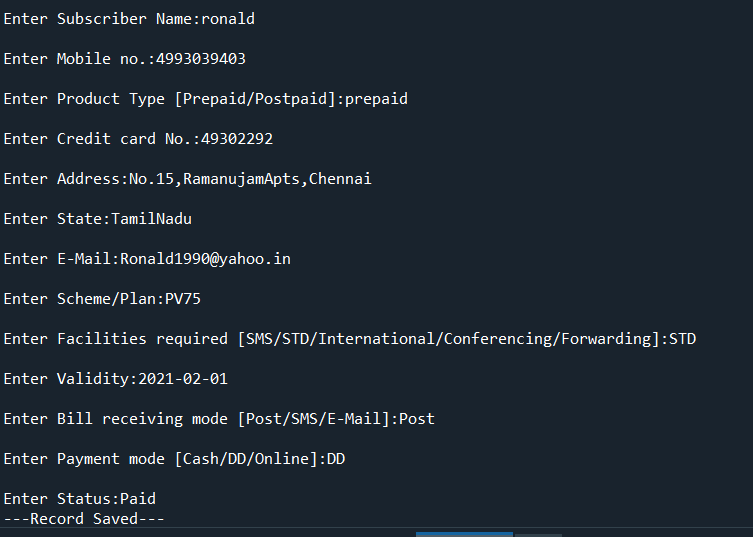 Enter Subscriber Name:ronald
Enter Mobile no.:4993039403
Enter Product Type [Prepaid/Postpaid]:prepaid
Enter Credit card No.:49302292
Enter Address:No.15,RamanujamApts,Chennai
Enter State:TamilNadu
Enter E-Mail:Ronald1990@yahoo.in
Enter Scheme/Plan:PV75
Enter Facilities required [SMS/STD/International/Conferencing/Forwarding]:STD
Enter Validity:2021-02-01
Enter Bill receiving mode [Post/SMS/E-Mail]:Post
Enter Payment mode [Cash/DD/Online]:DD
Enter Status:Paid
---Record Saved---